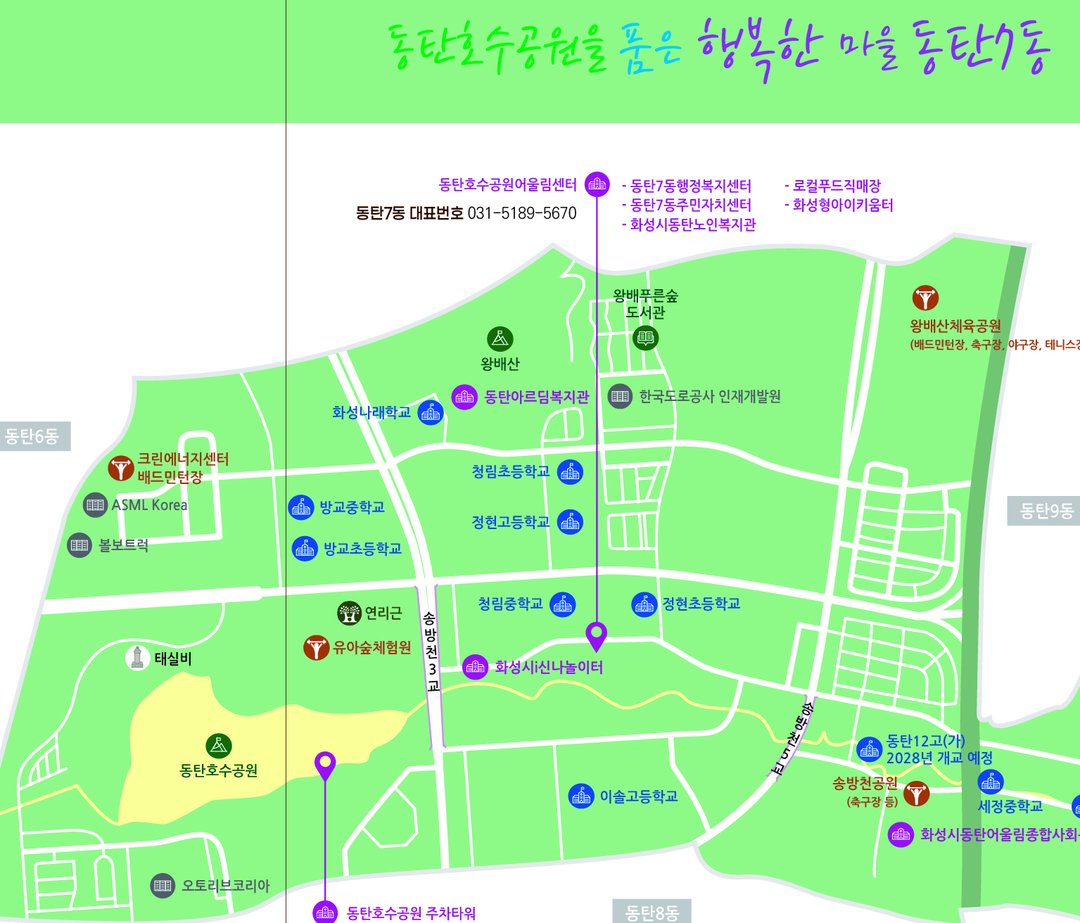 동탄호수공원을 품은 행복한 마을 동탄7동
동탄호수공원어울림센터
- 동탄7동행정복지센터
- 로컬푸드직매장
동탄7동 대표번호 031-5189-5670
- 동탄7동주민자치센터
- 화성형아이키움터
- 화성시동탄노인복지관
왕배푸른숲
도서관
왕배산체육공원
(배드민턴장, 축구장, 야구장, 테니스장
왕배산
동탄아르딤복지관
한국도로공사 인재개발원
화성나래학교
동탄6동
크린에너지센터
배드민턴장
청림초등학교
ASML Korea
방교중학교
정현고등학교
동탄9동
볼보트럭
방교초등학교
청림중학교
정현초등학교
연리근
송방천3교
유아숲체험원
태실비
화성시i신나놀이터
송방천5교
동탄12고(가)
2028년 개교 예정
동탄호수공원
송방천공원
(축구장 등)
이솔고등학교
세정중학교
화성시동탄어울림종합사회
오토리브코리아
동탄호수공원 주차타워
동탄8동